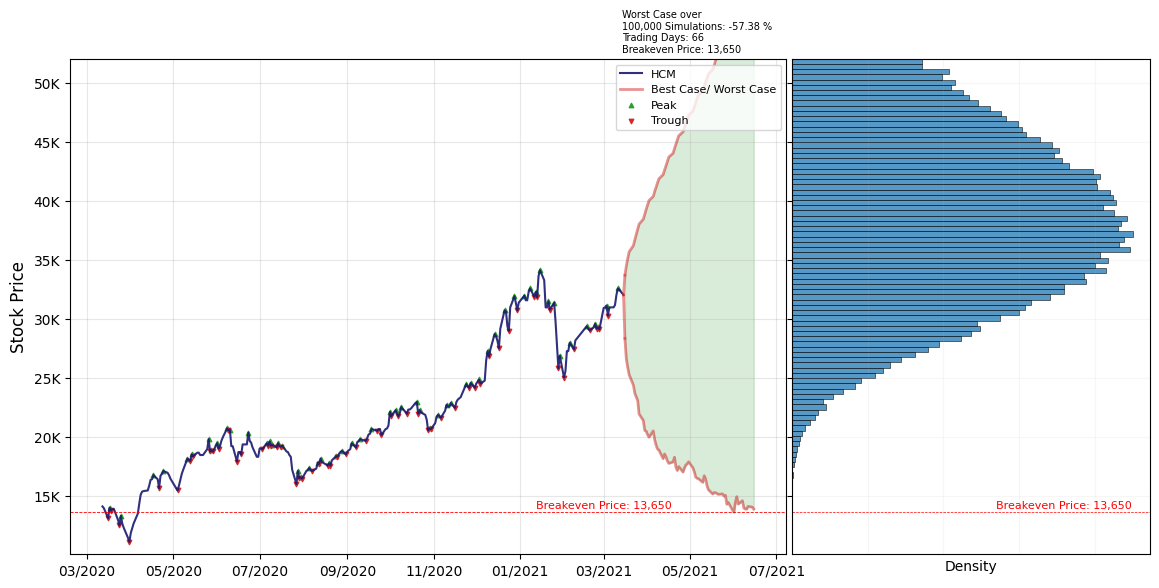 Worst Case over
100,000 Simulations: -57.38 %
Trading Days: 66
Breakeven Price: 13,650
HCM
Best Case/ Worst Case
Peak
Trough
Stock Price
50K
45K
40K
35K
30K
25K
20K
15K
Breakeven Price: 13,650
Breakeven Price: 13,650
03/2020
05/2020
07/2020
09/2020
11/2020
01/2021
03/2021
05/2021
07/2021
Density